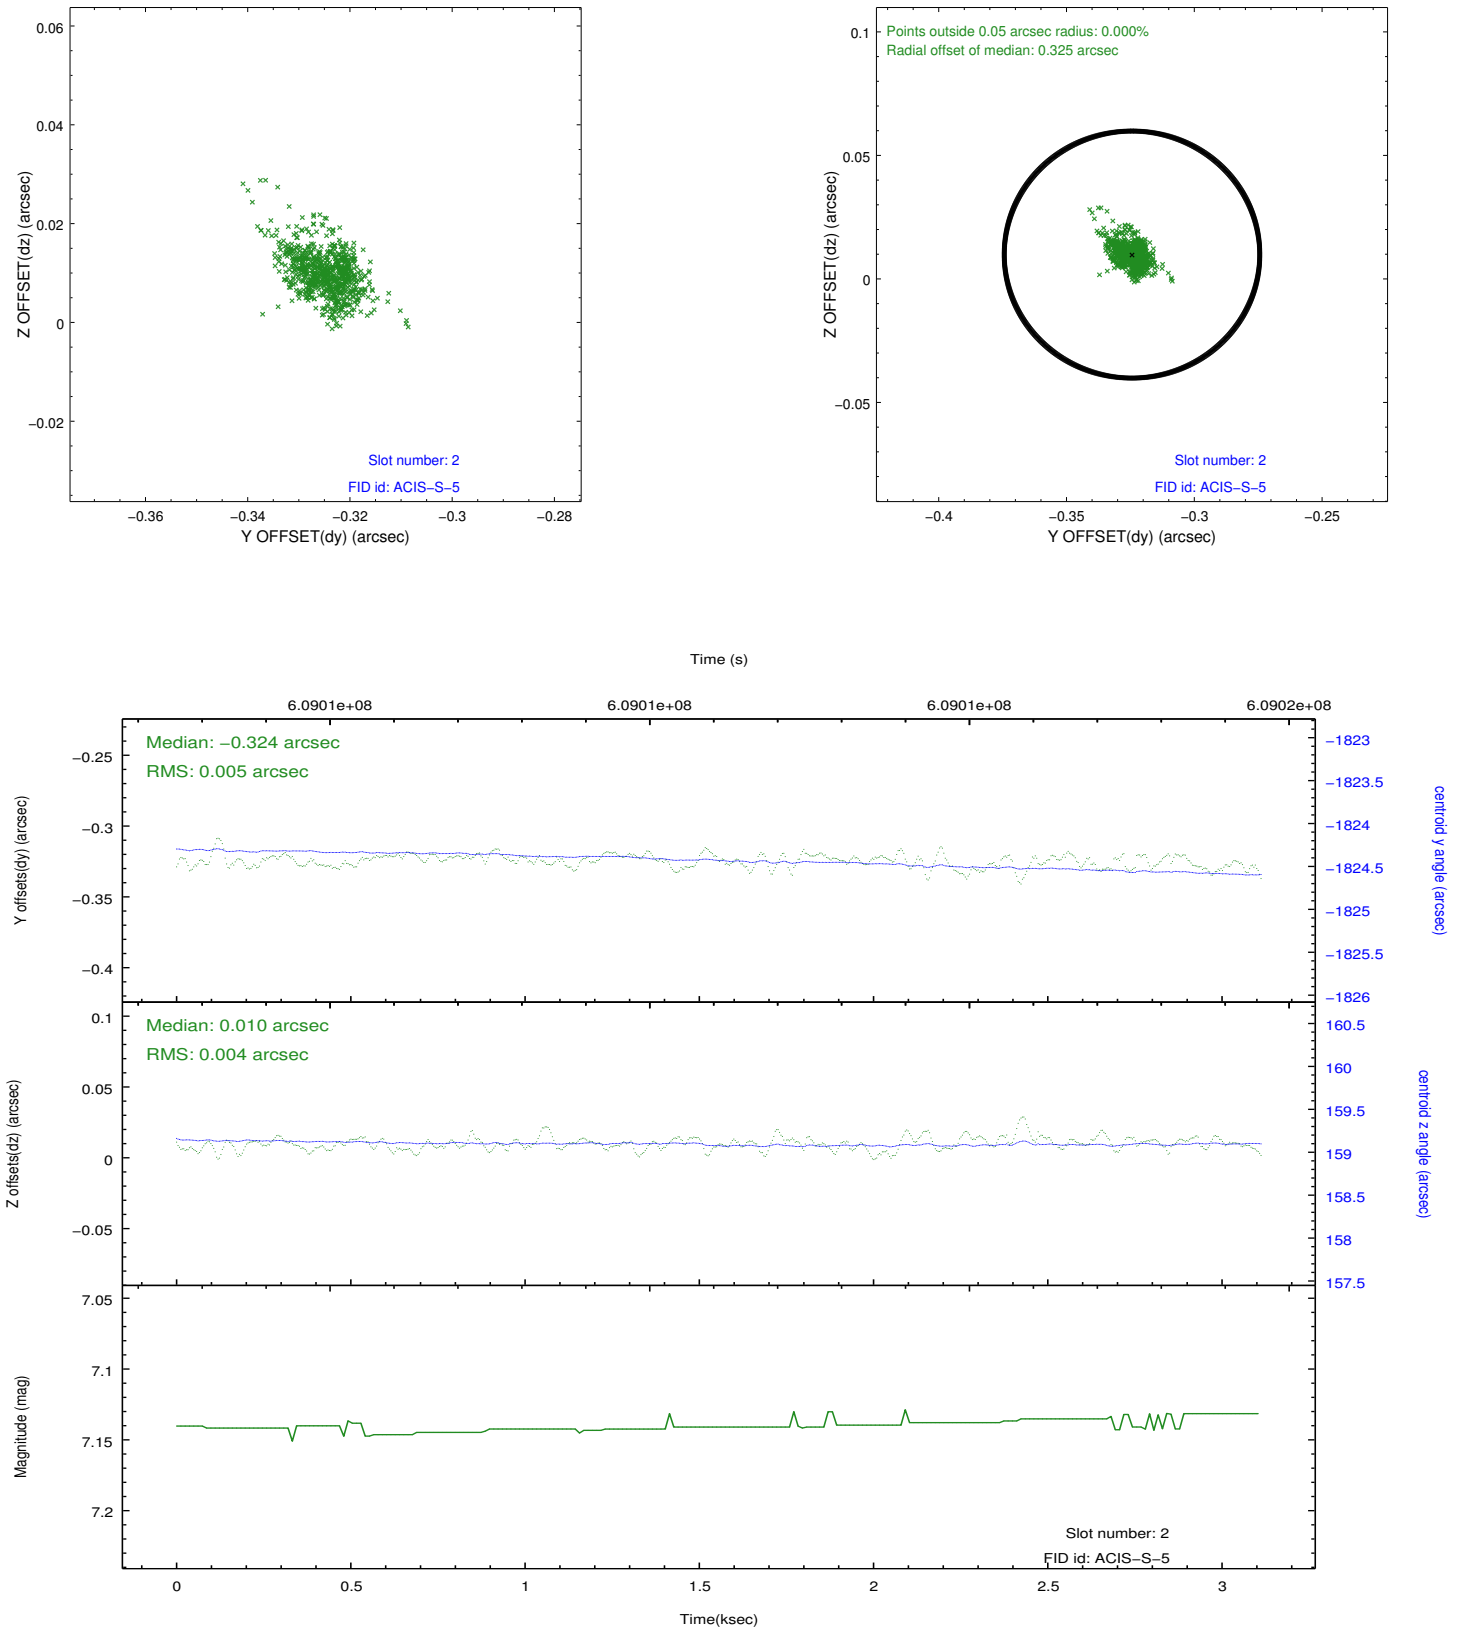 0.06
0.04
0.02
0
−0.02
Z OFFSET(dz) (arcsec)
Slot number: 2
FID id: ACIS−S−5
−0.36
−0.34
−0.32
−0.3
−0.28
Y OFFSET(dy) (arcsec)
Points outside 0.05 arcsec radius: 0.000%
Radial offset of median: 0.325 arcsec
0.1
0.05
0
−0.05
Z OFFSET(dz) (arcsec)
Slot number: 2
FID id: ACIS−S−5
−0.4
−0.35
−0.3
−0.25
Y OFFSET(dy) (arcsec)
Time (s)
6.0901e+08
6.0901e+08
6.0901e+08
6.0902e+08
Median: −0.324 arcsec
RMS: 0.005 arcsec
−0.25
−0.3
−0.35
−0.4
Y offsets(dy) (arcsec)
−1823
−1823.5
−1824
−1824.5
−1825
−1825.5
−1826
centroid y angle (arcsec)
Median: 0.010 arcsec
RMS: 0.004 arcsec
0.1
0.05
0
−0.05
Z offsets(dz) (arcsec)
160.5
160
159.5
159
158.5
158
157.5
centroid z angle (arcsec)
7.05
7.1
7.15
7.2
Magnitude (mag)
Slot number: 2
FID id: ACIS−S−5
0
0.5
1
1.5
2
2.5
3
Time(ksec)